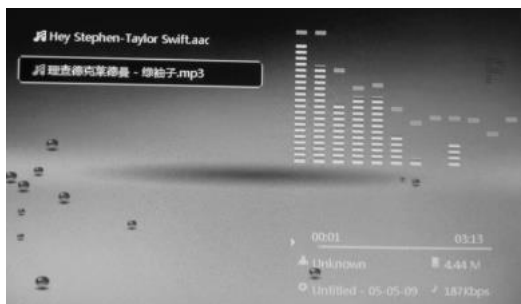 Hey Stephen-Taylor Swift.aac
理查德克莱德曼 - 绿袖子.mp3
00:01 03:13
Unknown 4.44 M
Untitled - 05-05-09 187Kbps